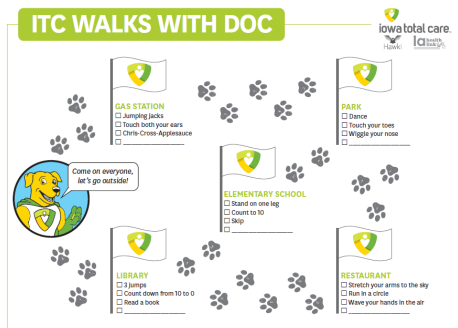 ITC WALKS WITH DOC
iowa total care
Hawki
Ia health link
GAS STATION
Jumping jacks
Touch both your ears
Chris-Cross-Applesauce
PARK
Dance
Touch your toes
Wiggle your nose
Come on everyone,
let's go outside!
ELEMENTARY SCHOOL
Stand on one leg
Count to 10
Skip
LIBRARY
3 jumps
Count down from 10 to 0
Read a book
RESTAURANT
Stretch your arms to the sky
Run in a circle
Wave your hands in the air